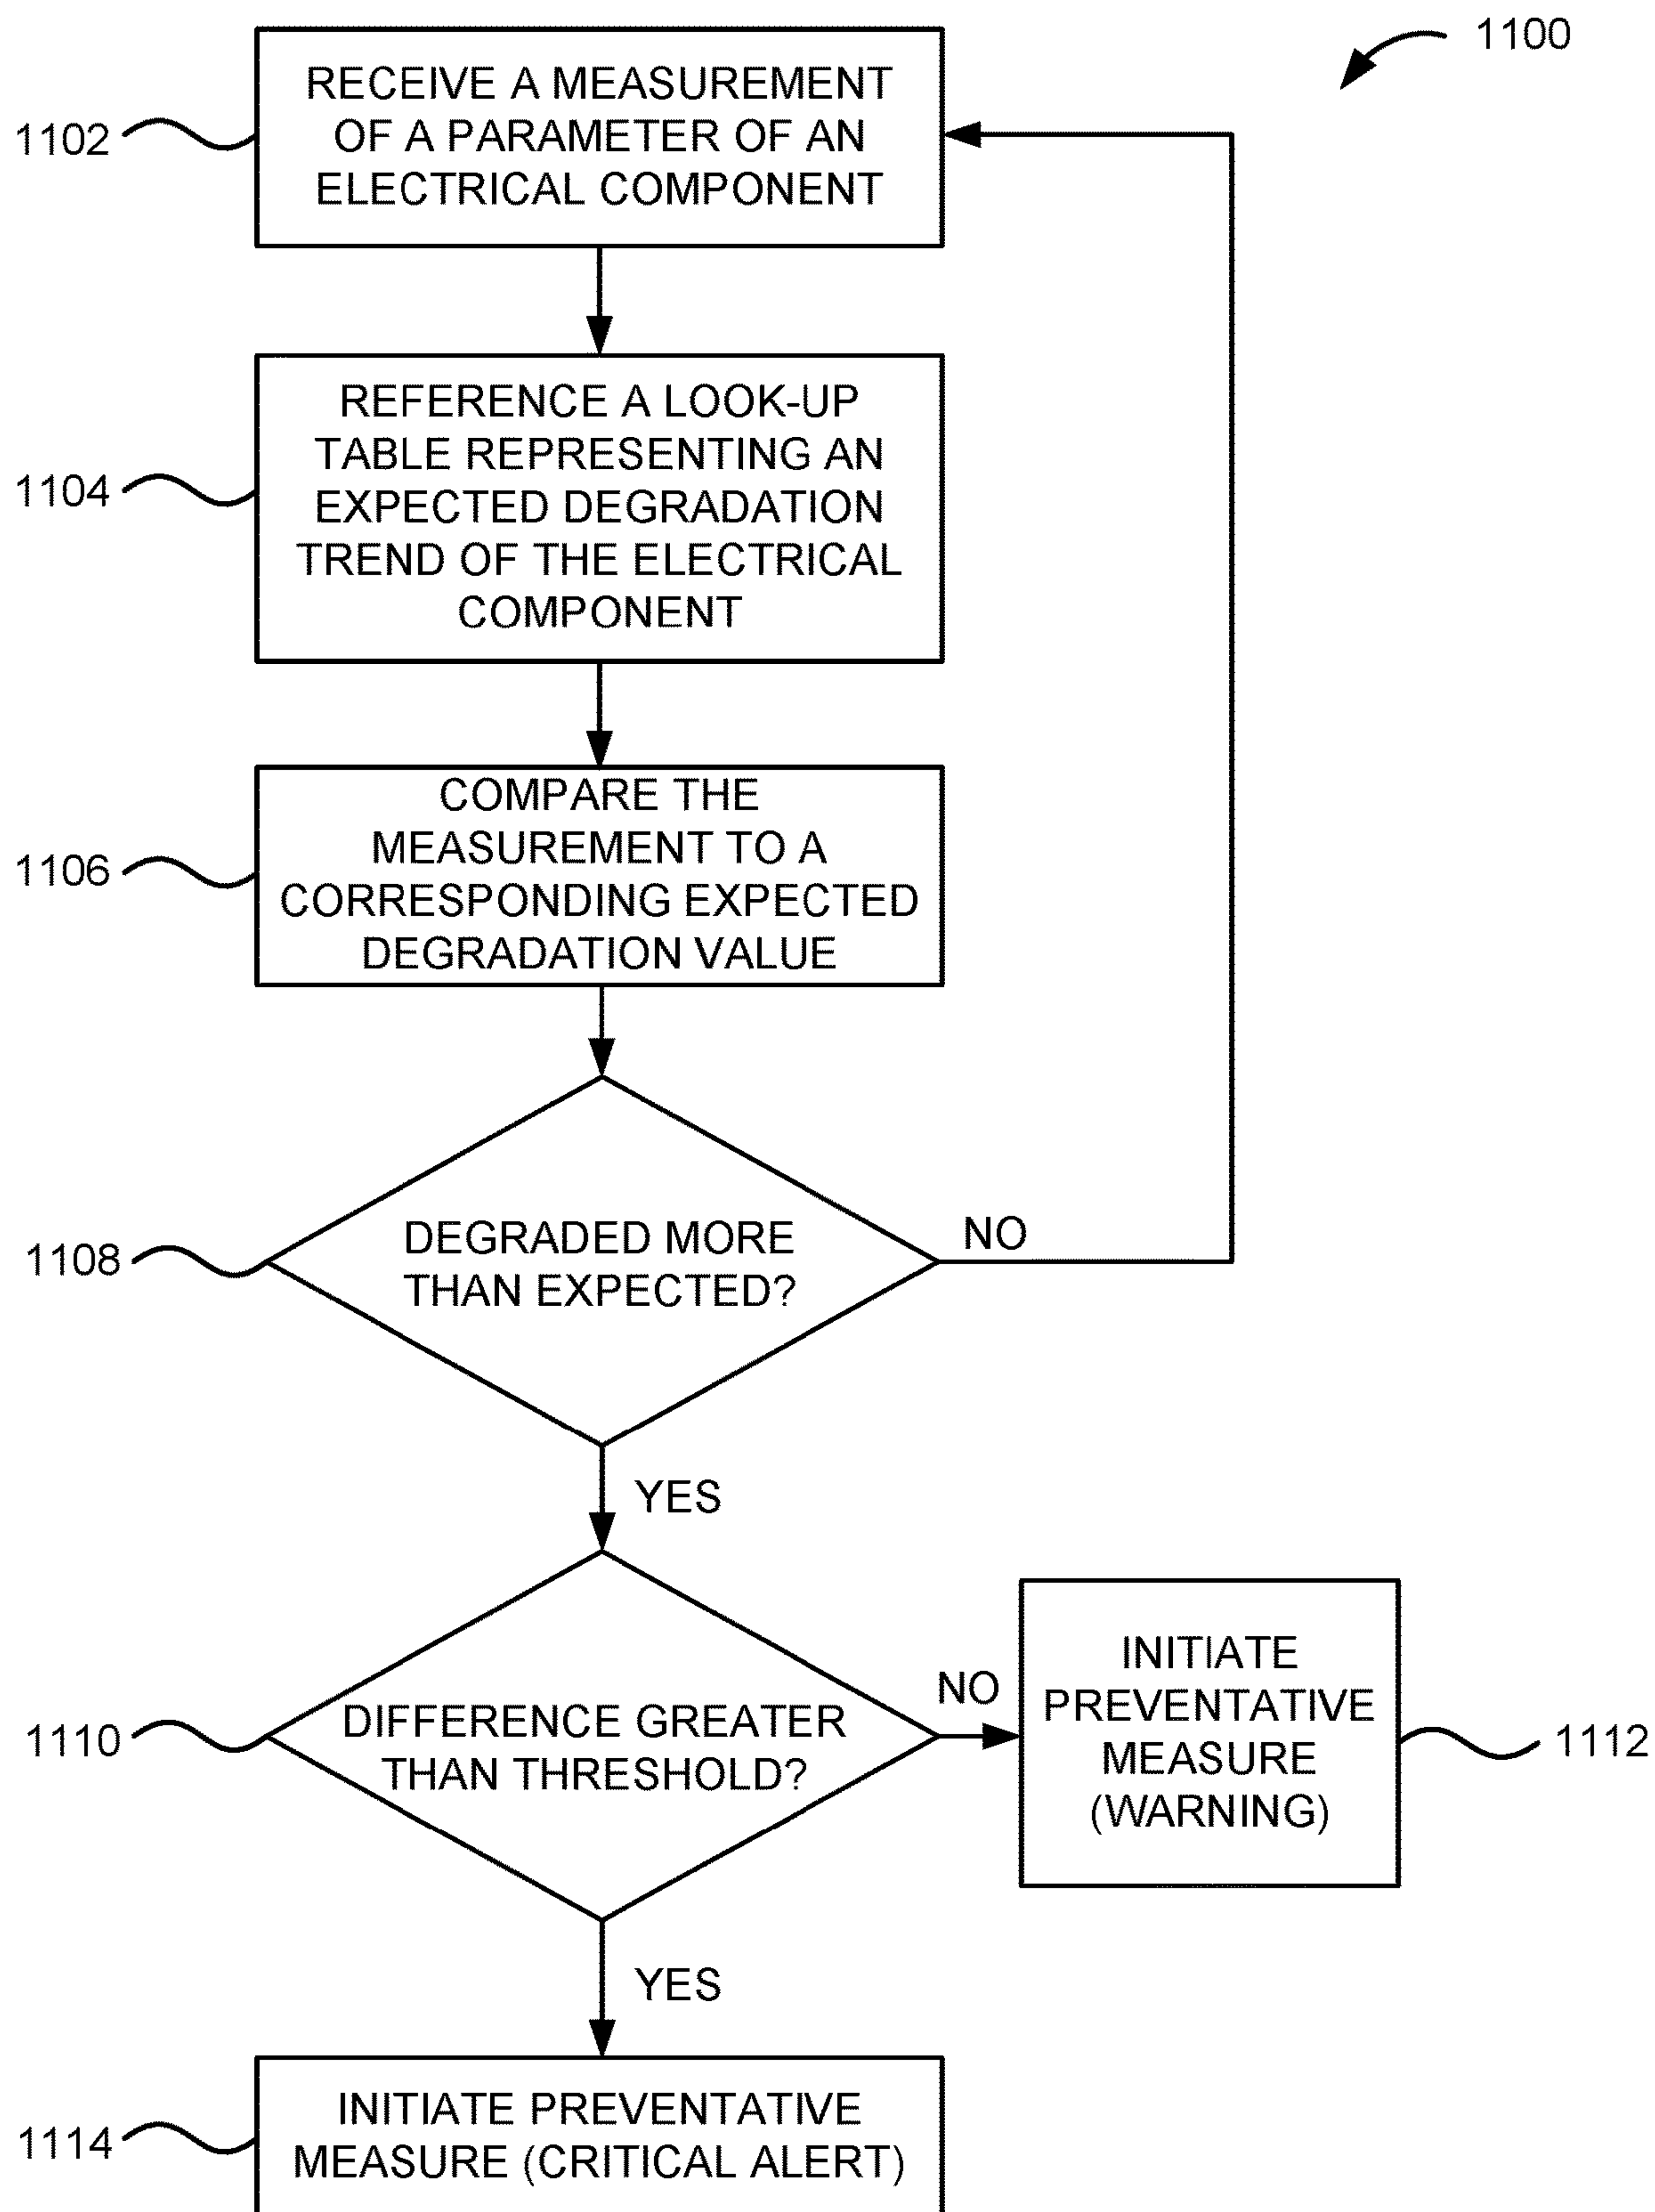 1100
1102
RECEIVE A MEASUREMENT
OF A PARAMETER OF AN
ELECTRICAL COMPONENT
1104
REFERENCE A LOOK-UP
TABLE REPRESENTING AN
EXPECTED DEGRADATION
TREND OF THE ELECTRICAL
COMPONENT
1106
COMPARE THE
MEASUREMENT TO A
CORRESPONDING EXPECTED
DEGRADATION VALUE
1108
DEGRADED MORE
THAN EXPECTED?
NO
YES
1110
DIFFERENCE GREATER
THAN THRESHOLD?
NO
INITIATE
PREVENTATIVE
MEASURE
(WARNING)
1112
YES
1114
INITIATE PREVENTATIVE
MEASURE (CRITICAL ALERT)